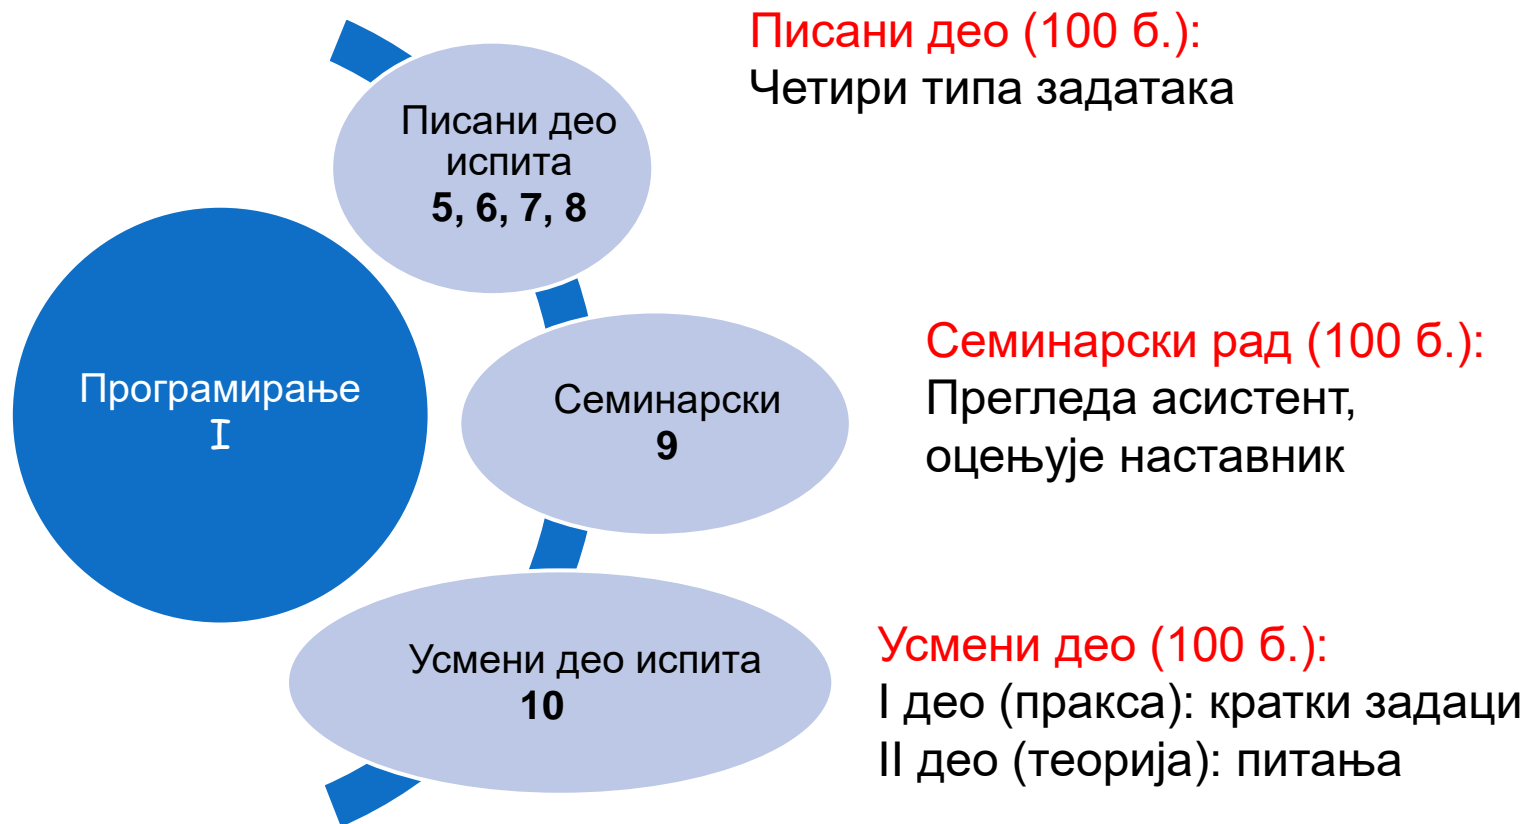 Програмирање
I
Писани део
испита
5, 6, 7, 8
Писани део (100 б.):
Четири типа задатака
Семинарски
9
Семинарски рад (100 б.):
Прегледа асистент,
оцењује наставник
Усмени део испита
10
Усмени део (100 б.):
I део (пракса): кратки задаци
II део (теорија): питања